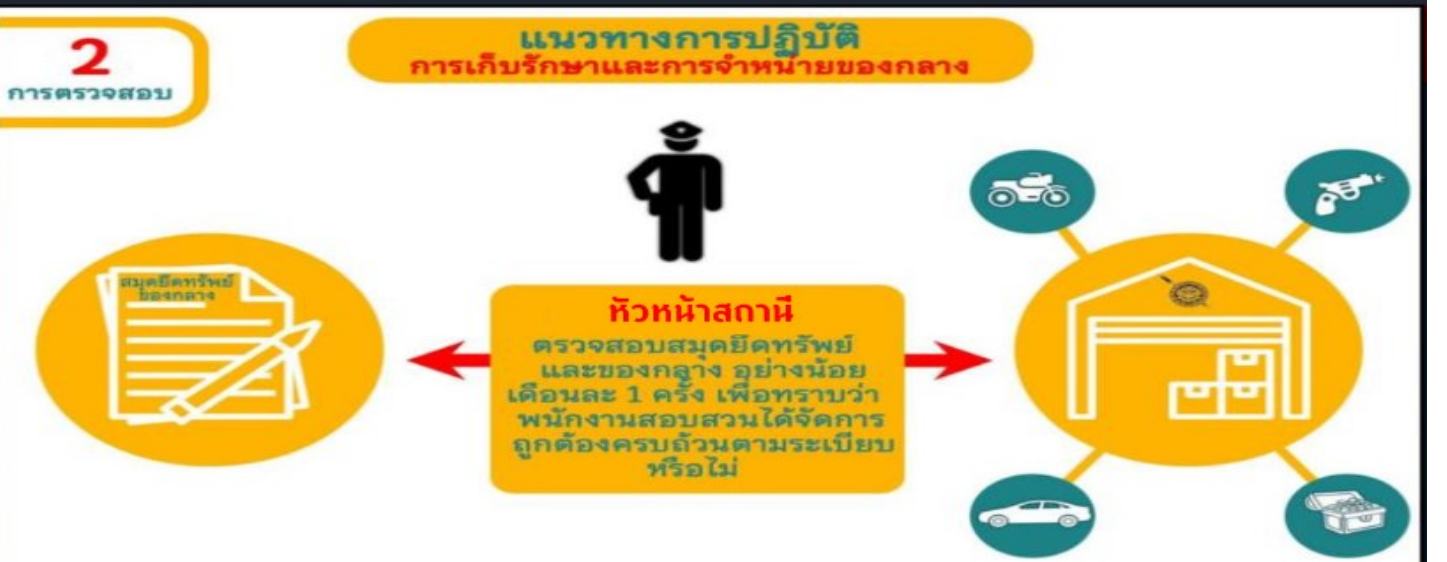 2
การตรวจสอบ
แนวทางการปฏิบัติ
การเก็บรักษาและการจำหน่ายของกลาง
สมุดยึดทรัพย์
ของกลาง
หัวหน้าสถานี
ตรวจสอบสมุดยึดทรัพย์
และของกลาง อย่างน้อย
เดือนละ 1 ครั้ง เพื่อทราบว่า
พนักงานสอบสวนได้จัดการ
ถูกต้องครบถ้วนตามระเบียบ
หรือไม่